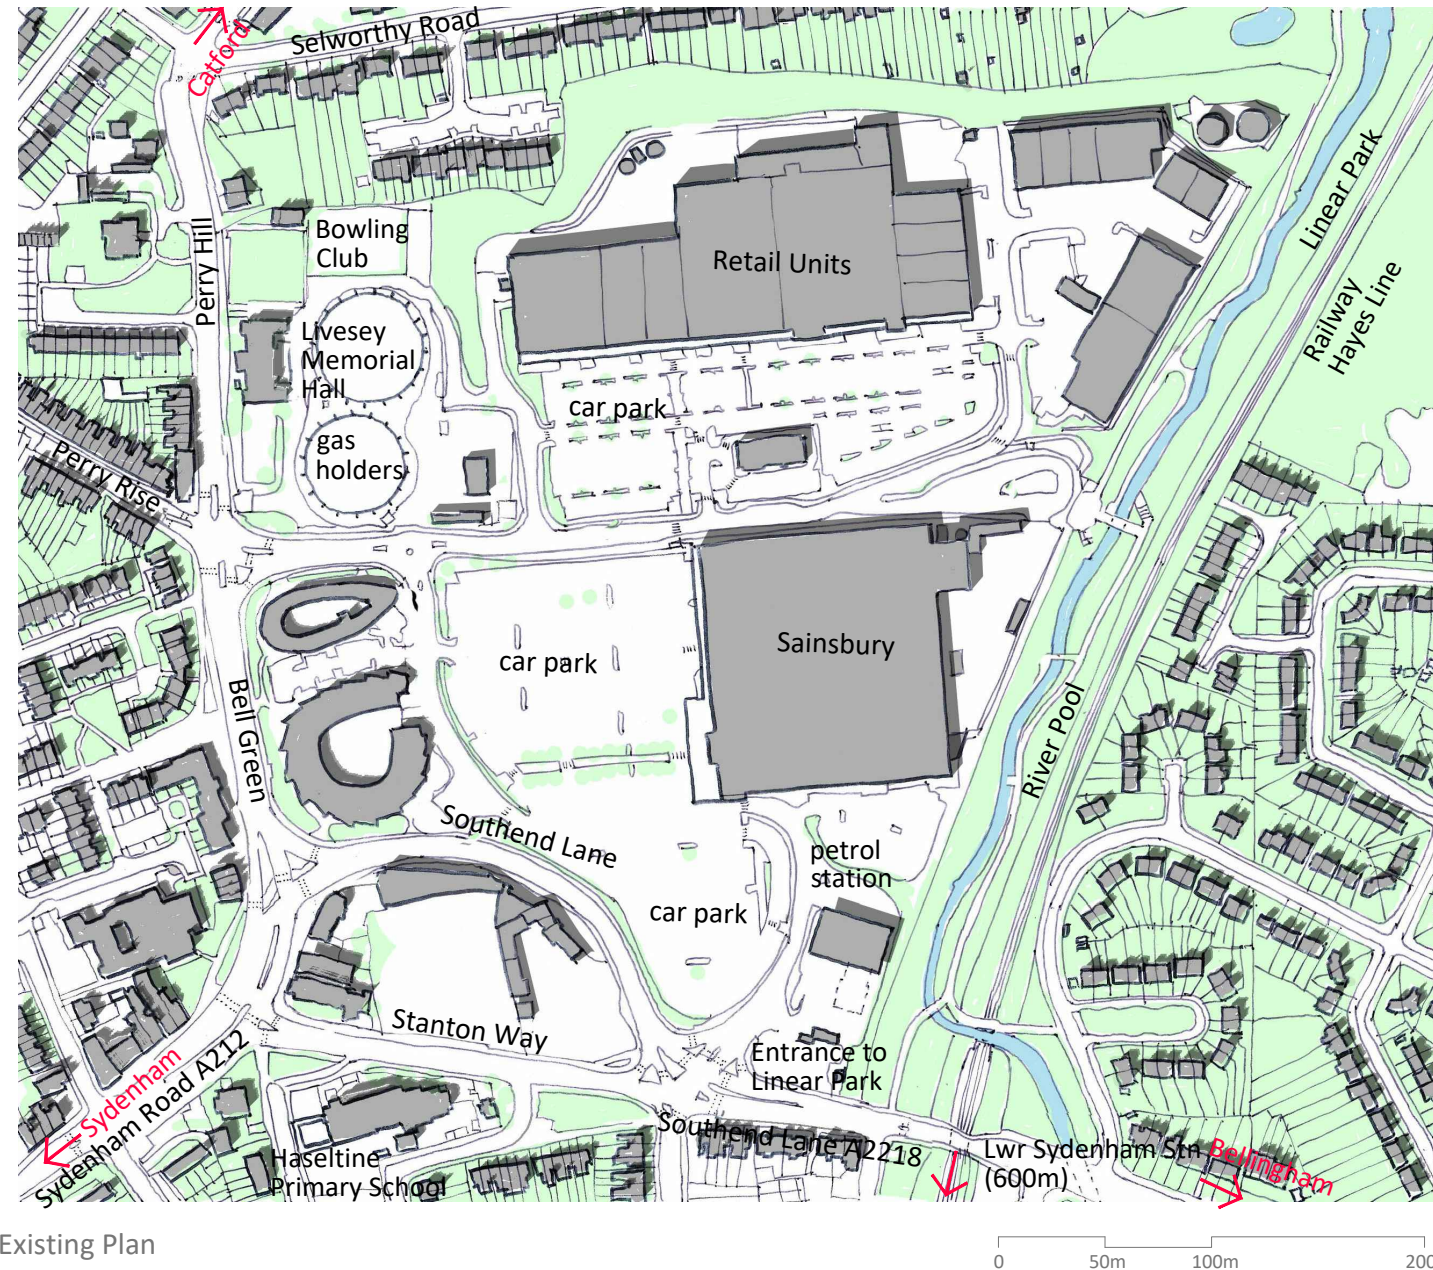 Selworthy Road
Catford
Linear Park
Perry Hill
Bowling
Club
Retail Units
Railway
Hayes Line
Livesey
Memorial
Hall
car park
gas
holders
Perry Rise
Sainsbury
car park
Bell Green
River Pool
Southend Lane
petrol
station
car park
Stanton Way
Entrance to
Linear Park
Sydenham
Sydenham Road A212
Southend Lane A2218
Haseltine
Primary School
Lwr Sydenham Stn
(600m)
Bellingham
Existing Plan
0 50m 100m 200